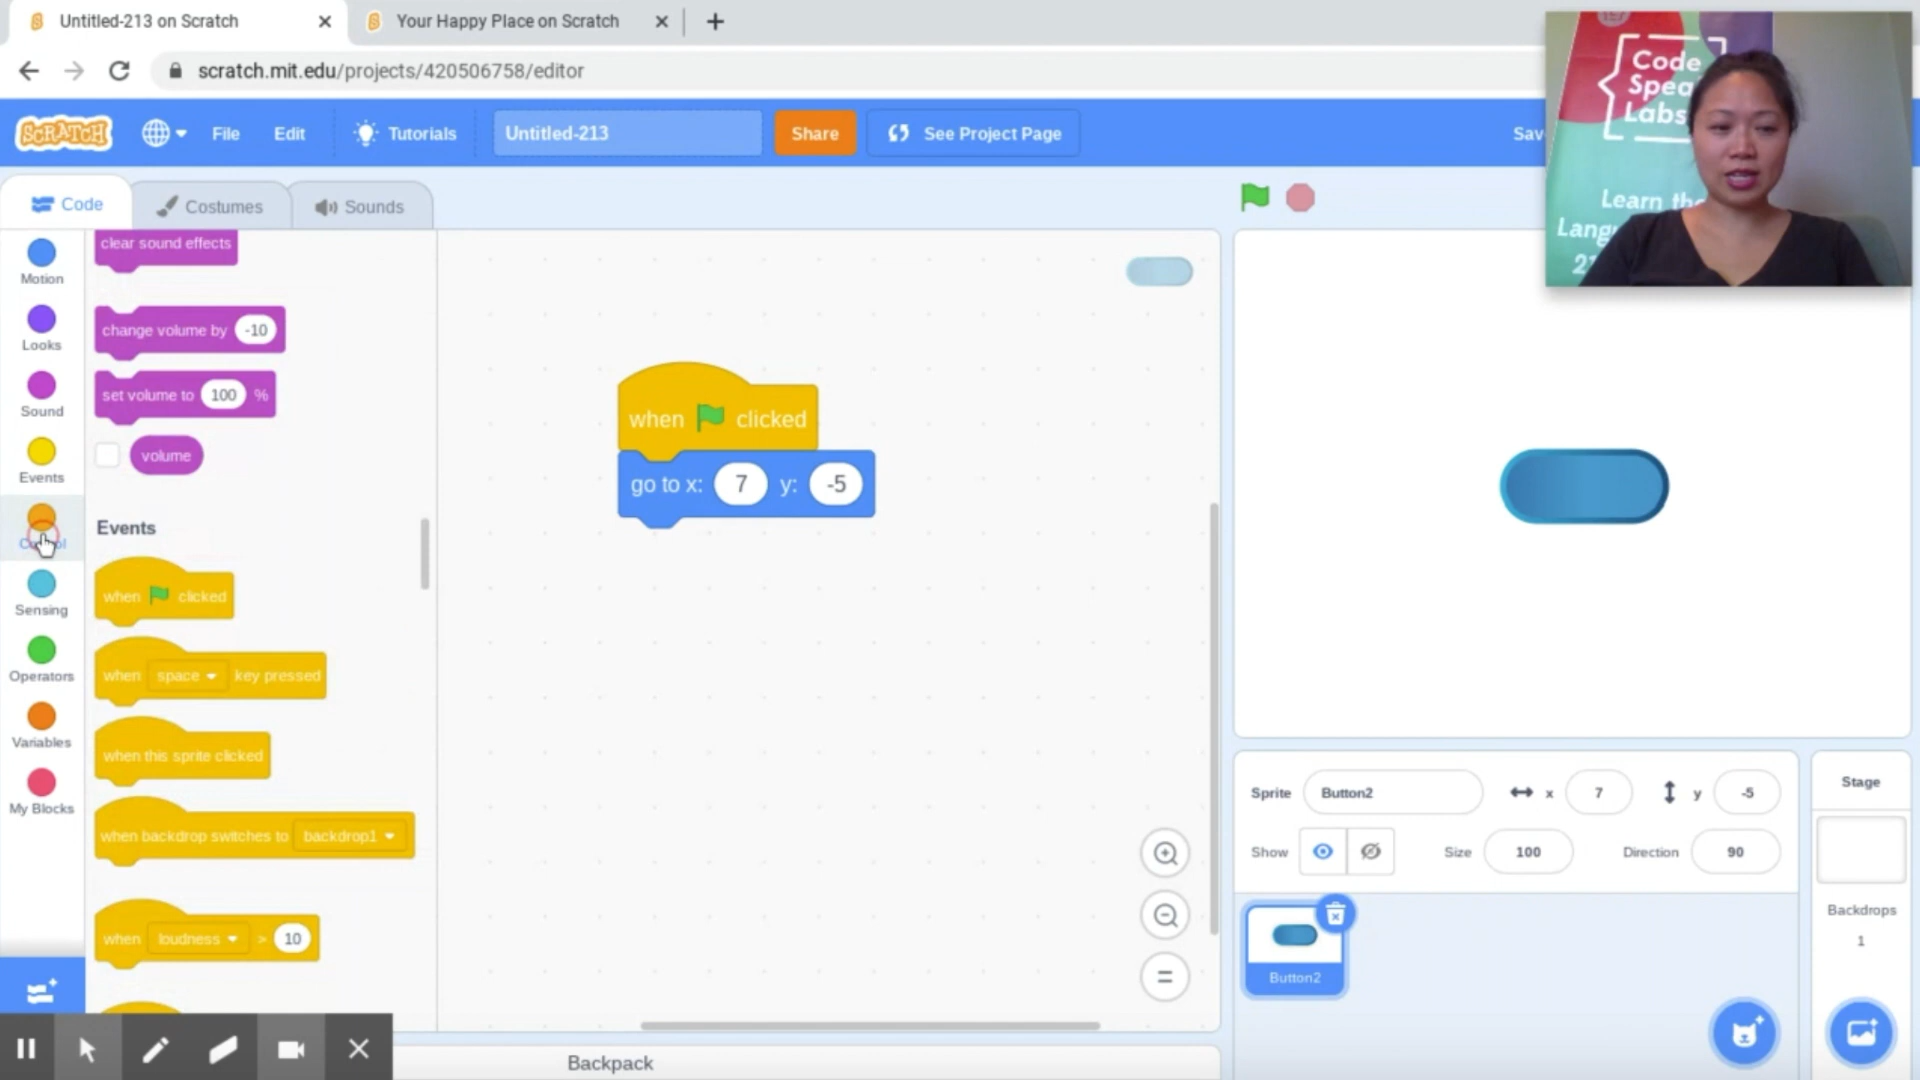 Untitled-213 on Scratch
Your Happy Place on Scratch
scratch.mit.edu/projects/420506758/editor
SCRATCH
File
Edit
Tutorials
Untitled-213
Share
See Project Page
Code
Labs
Learn
Code
Costumes
Sounds
Motion
Looks
Sound
Events
Sensing
Operators
Variables
My Blocks
clear sound effects
change volume by -10
set volume to 100 %
volume
Events
when clicked
when space key pressed
when this sprite clicked
when backdrop switches to backdrop1
when loudness > 10
when clicked
go to x: 7 y: -5
Backpack
Sprite Button2 x 7 y -5
Show Size 100 Direction 90
Button2
Stage
Backdrops
1